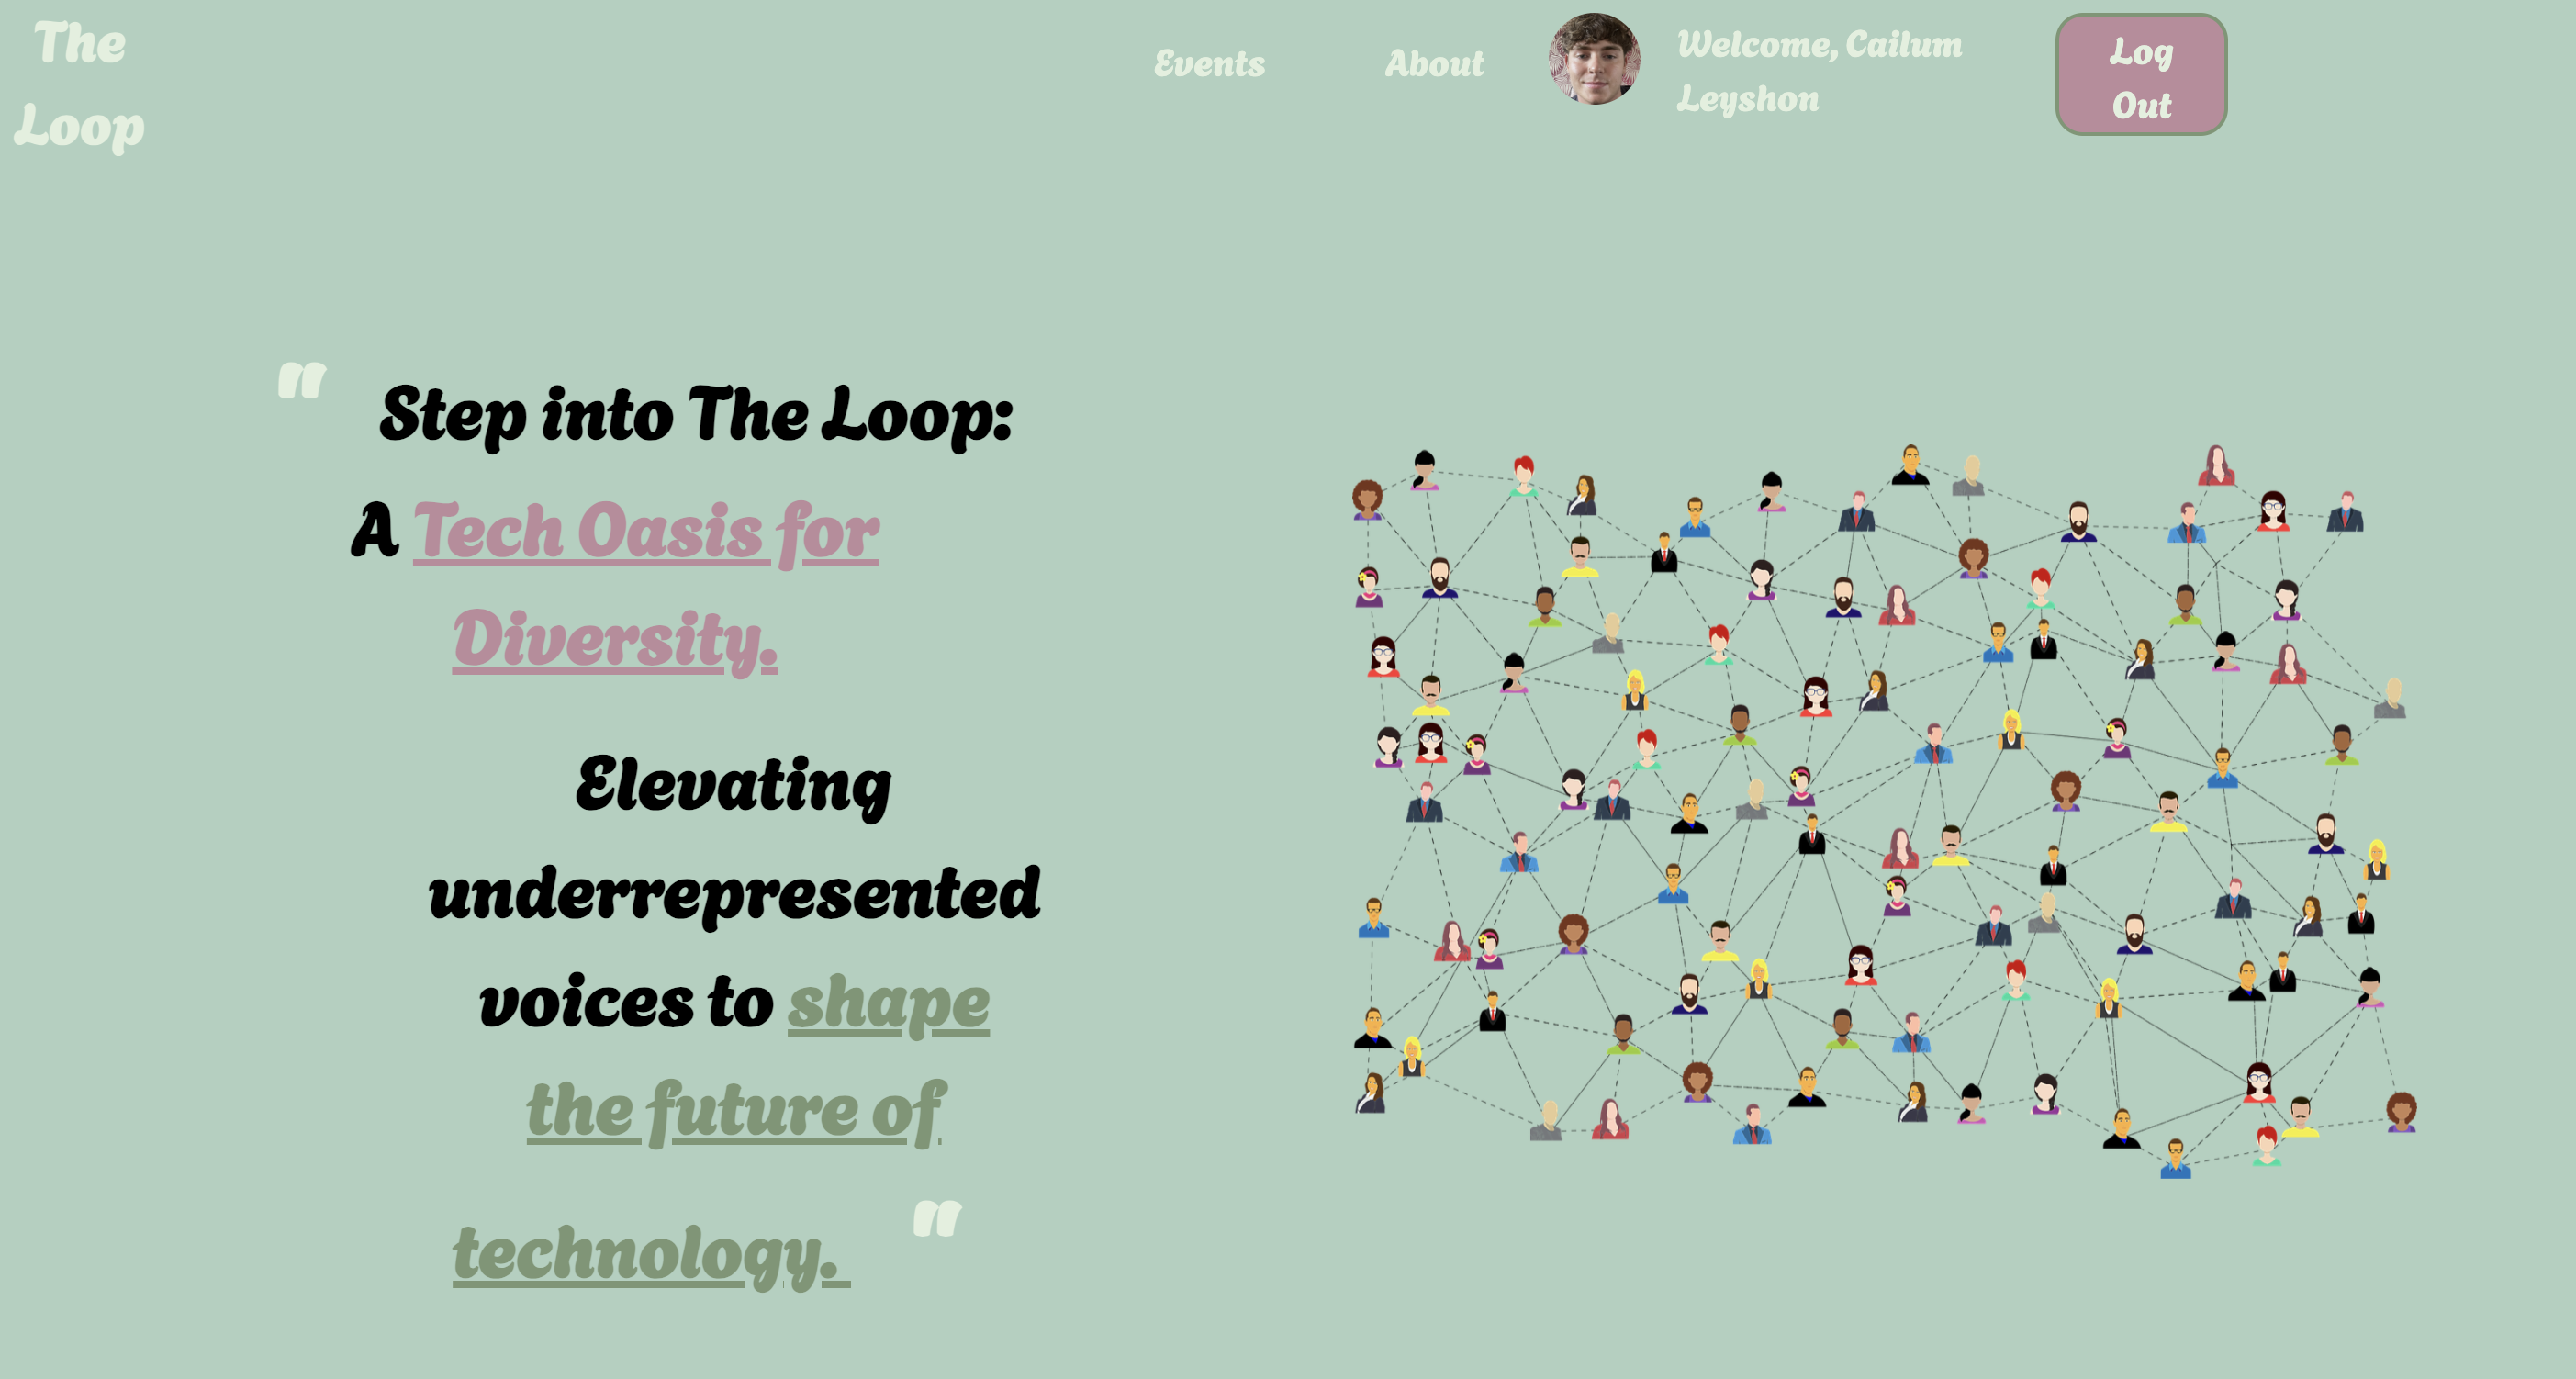 The
Loop
Events
About
Welcome, Cailum
Leyshon
Log
Out
"
Step into The Loop:
A Tech Oasis for
Diversity.
Elevating
underrepresented
voices to shape
the future of
technology. "